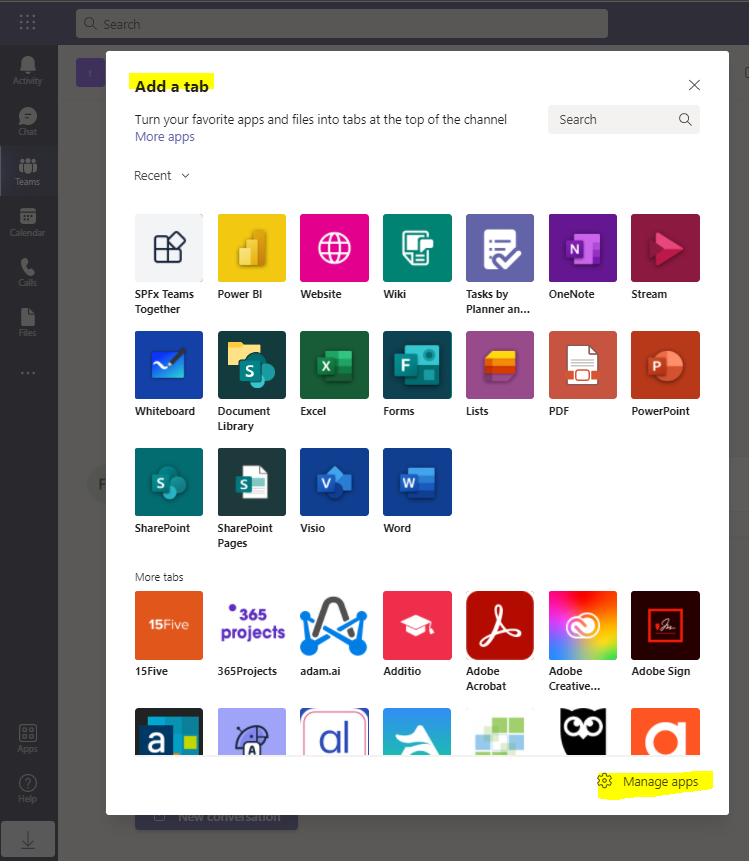 Search
Activity
Chat
Teams
Calendar
Calls
Files
Apps
Help
Add a tab
Turn your favorite apps and files into tabs at the top of the channel
More apps
Search
Recent
SPFx Teams
Together
Power BI
Website
Wiki
Tasks by
Planner an...
OneNote
Stream
Whiteboard
Document
Library
Excel
Forms
Lists
PDF
PowerPoint
SharePoint
SharePoint
Pages
Visio
Word
More tabs
15Five
365
projects
15Five
365Projects
adam.ai
Additio
Adobe
Acrobat
Adobe
Creative...
Adobe Sign
a
A
al
a
Manage apps
New conversation